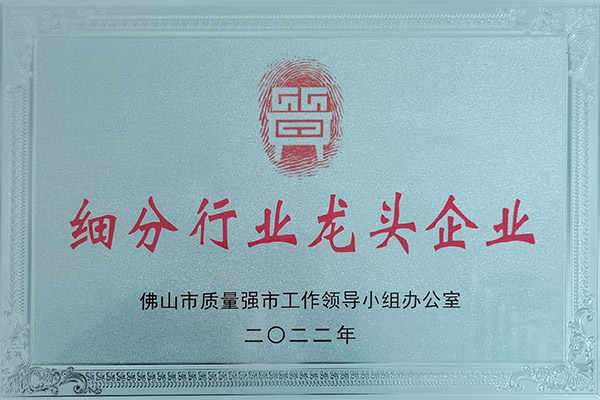 質
细分行业龙头企业
佛山市质量强市工作领导小组办公室
二〇二二年